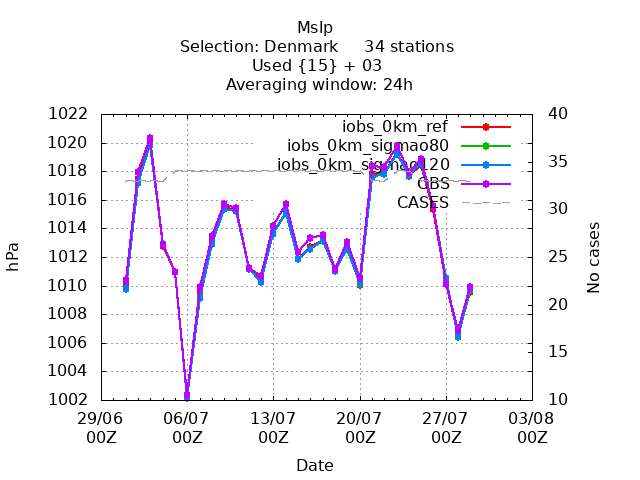 Mslp
Selection: Denmark 34 stations
Used {15} + 03
Averaging window: 24h
1022
1020
1018
1016
1014
1012
1010
1008
1006
1004
1002
hPa
40
35
30
25
20
15
10
No cases
iobs_0km_ref
iobs_0km_sigmao80
iobs_0km_sigmao120
OBS
CASES
29/06 06/07 13/07 20/07 27/07 03/08
00Z 00Z 00Z 00Z 00Z 00Z
Date